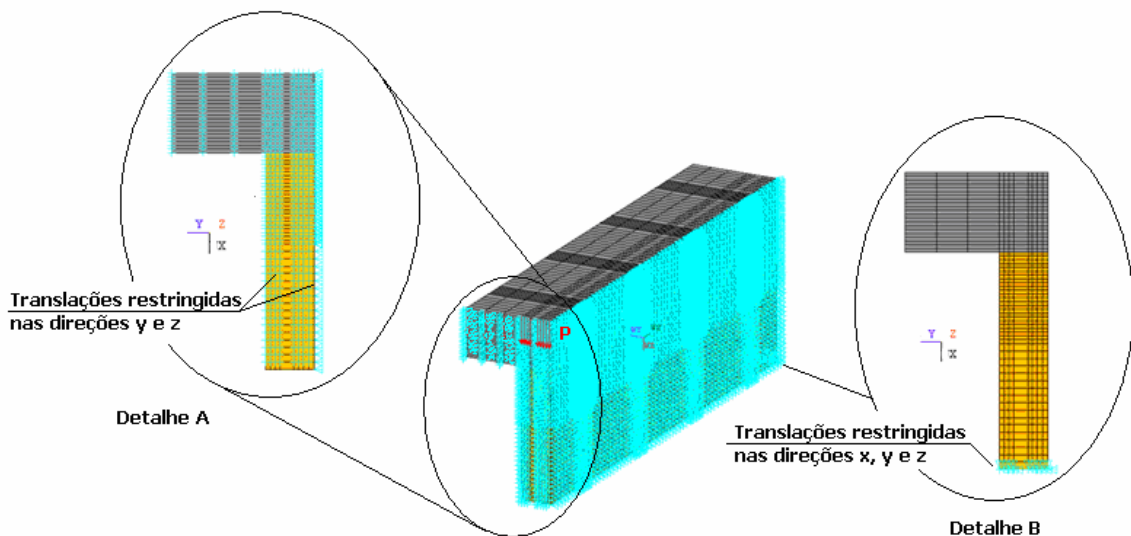 Y Z
X
Translações restringidas
nas direções y e z
Detalhe A
P
Y Z
X
Translações restringidas
nas direções x, y e z
Detalhe B